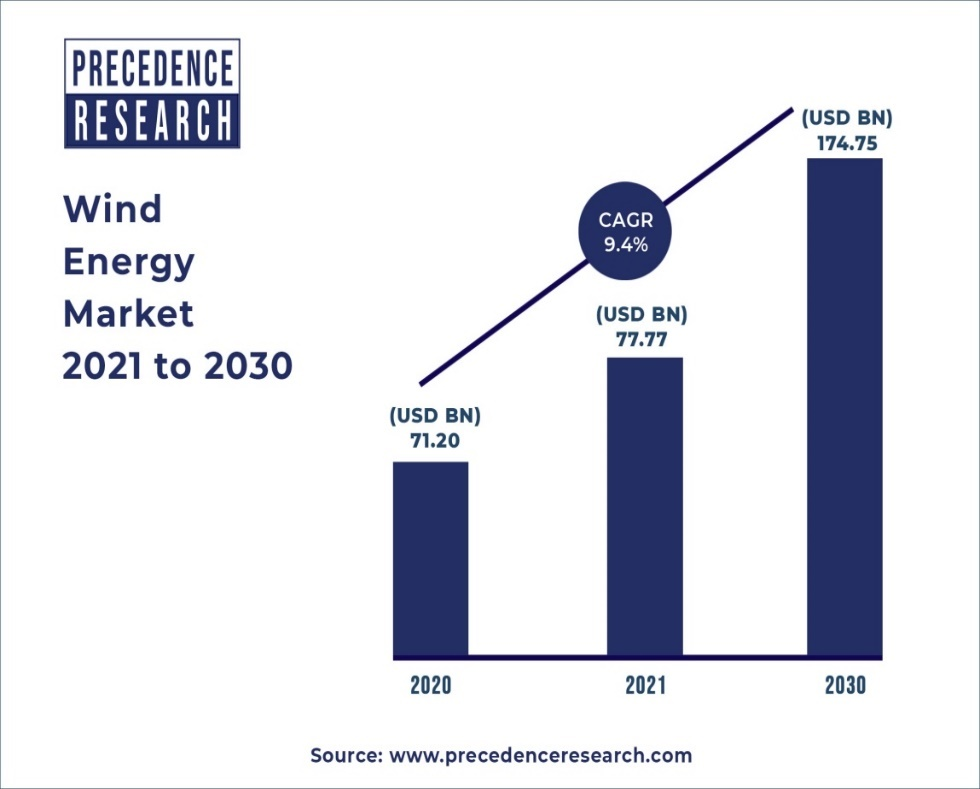 PRECEDENCE
RESEARCH
Wind
Energy
Market
2021 to 2030
(USD BN)
174.75
CAGR
9.4%
(USD BN)
77.77
(USD BN)
71.20
2020
2021
2030
Source: www.precedenceresearch.com